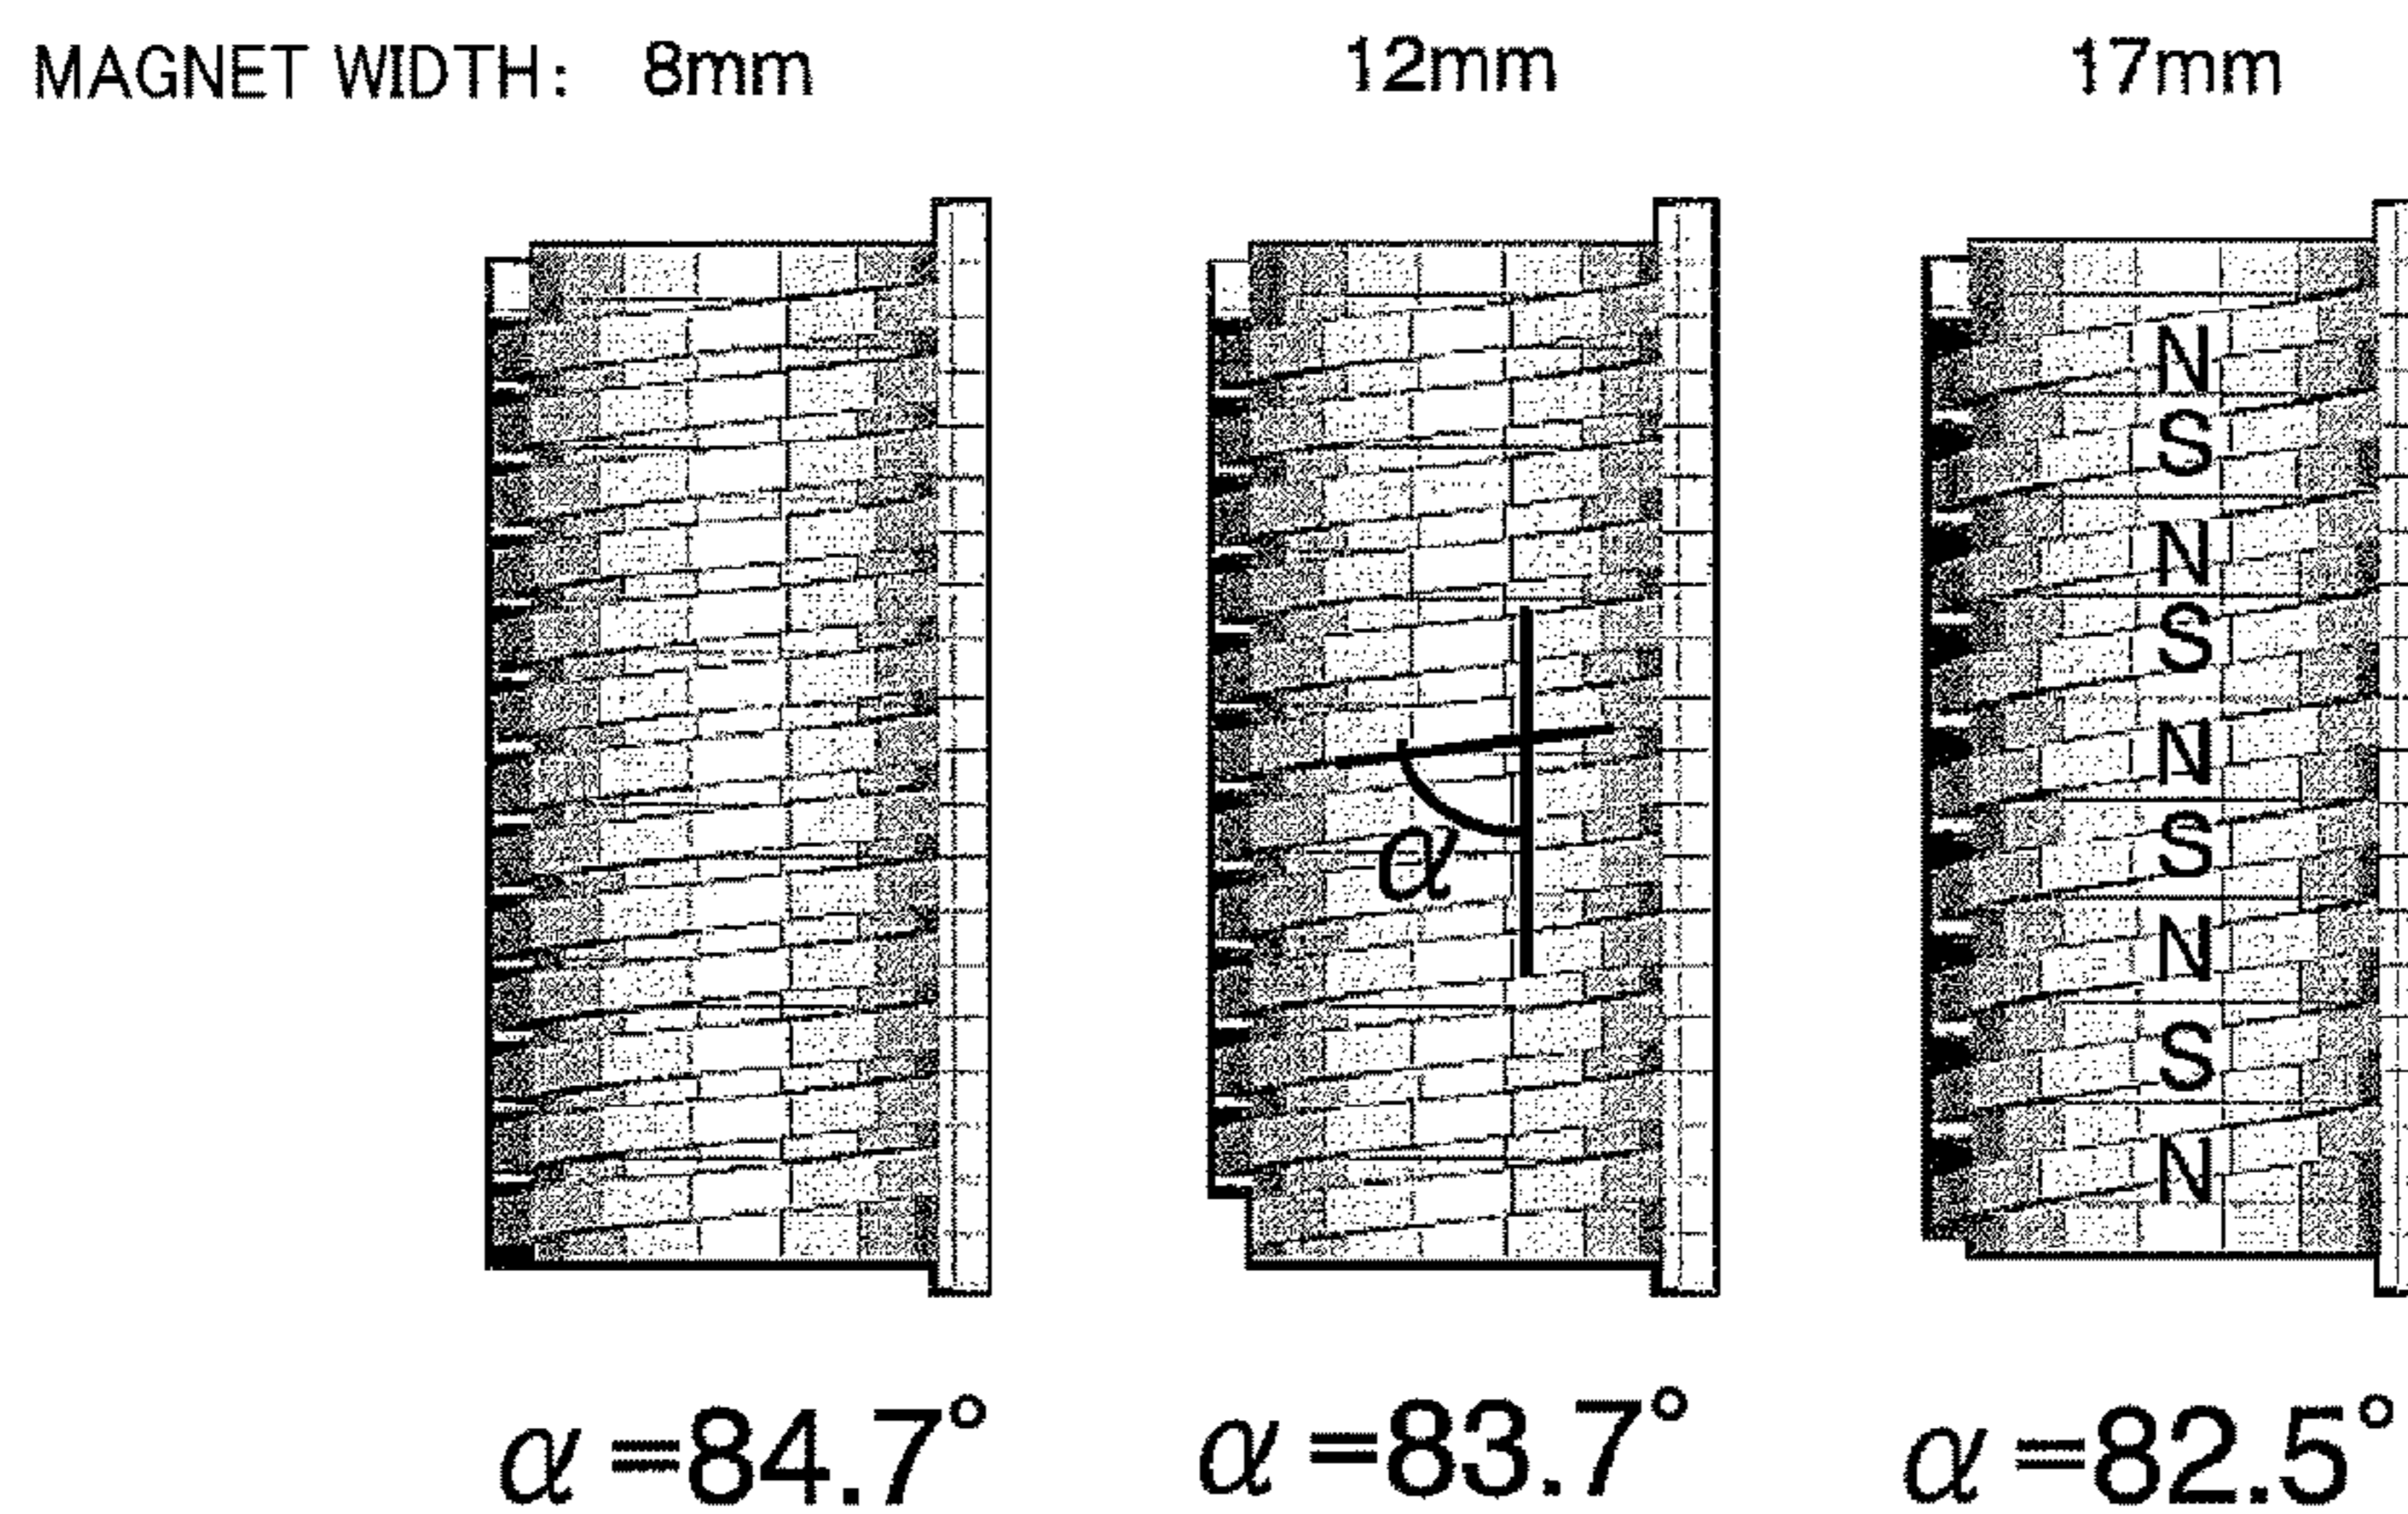 MAGNET WIDTH: 8mm 12mm 17mm
N
S
N
S
N
α
S
N
S
N
α=84.7° α=83.7° α=82.5°